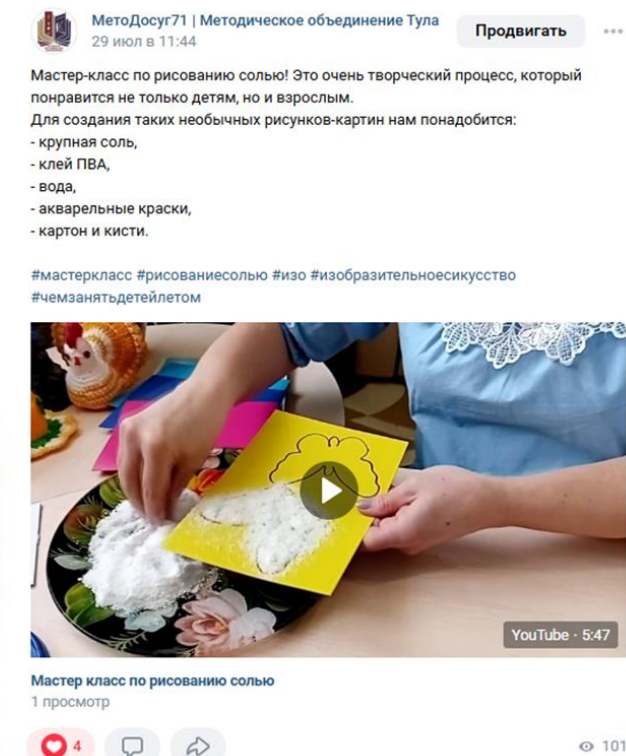 МетоДосуг71 | Методическое объединение Тула
29 июл в 11:44
Продвигать
Мастер-класс по рисованию солью! Это очень творческий процесс, который
понравится не только детям, но и взрослым.
Для создания таких необычных рисунков-картин нам понадобится:
- крупная соль,
- клей ПВА,
- вода,
- акварельные краски,
- картон и кисти.
#мастеркласс #рисованиесолью #изо #изобразительноесикусство
#чемзанятьдетейлетом
YouTube · 5:47
Мастер класс по рисованию солью
1 просмотр
4
101